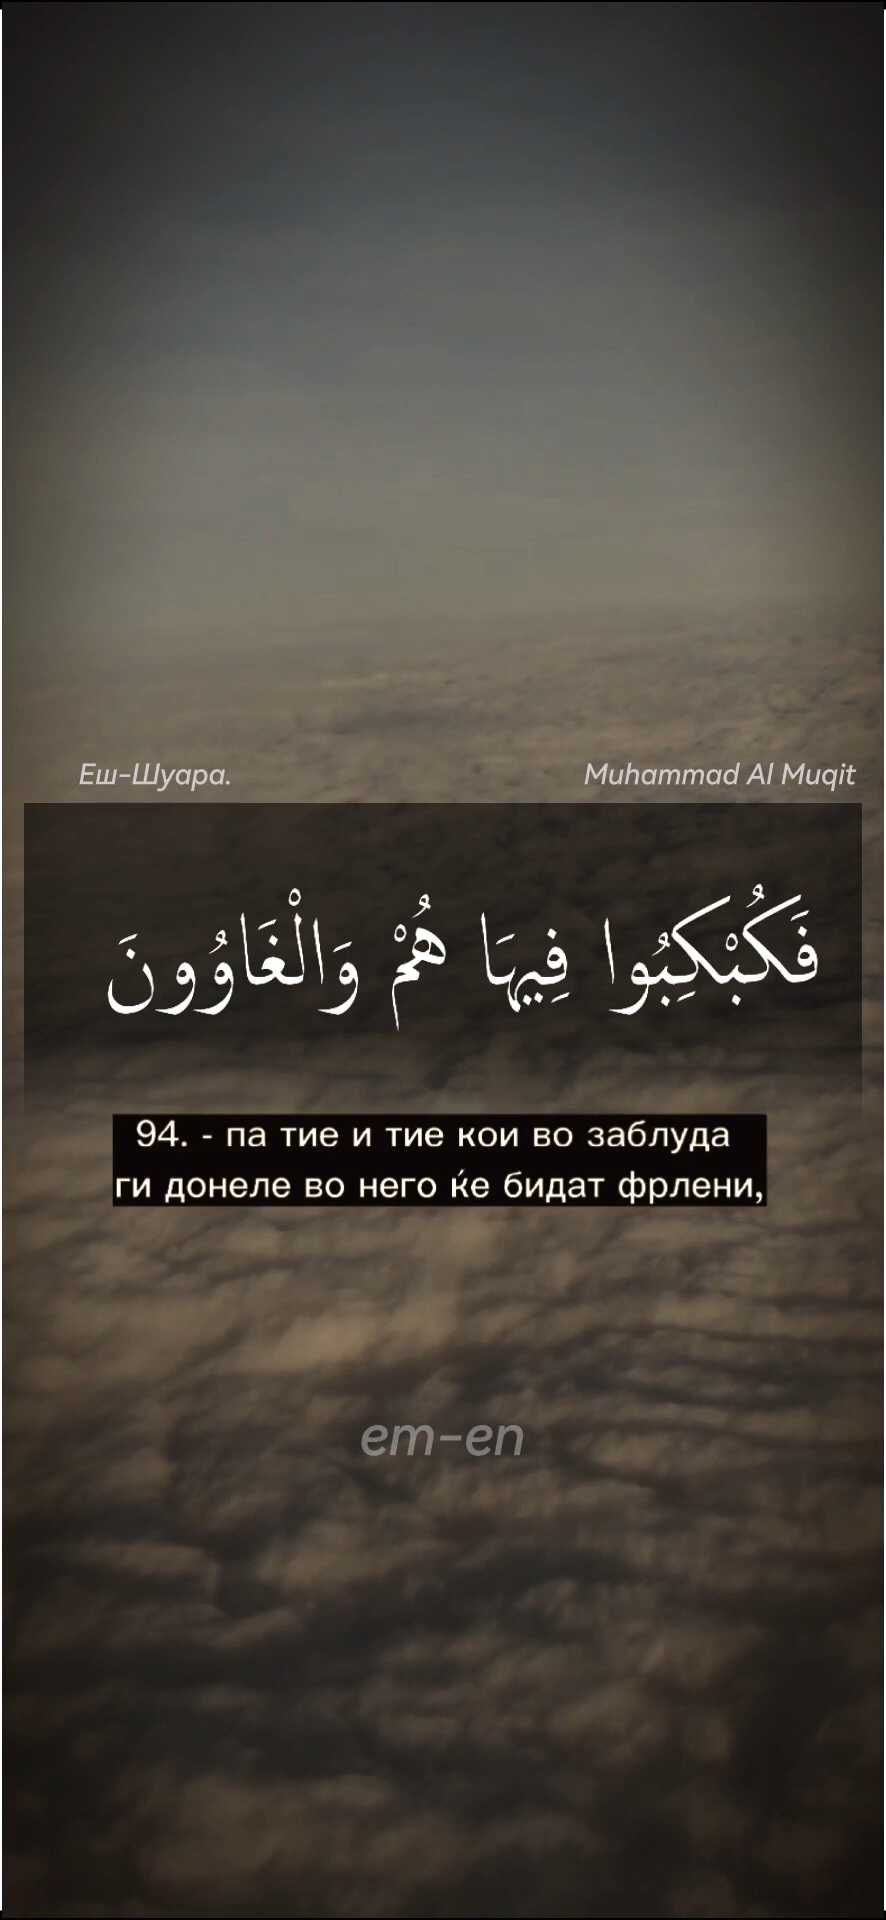 Еш-Шуара.
Muhammad Al Muqit
فَكُبْكِبُوا فِيهَا هُمْ وَالْغَاوُونَ
94. - па тие и тие кои во заблуда
ги донеле во него ќе бидат фрлени,
em-en